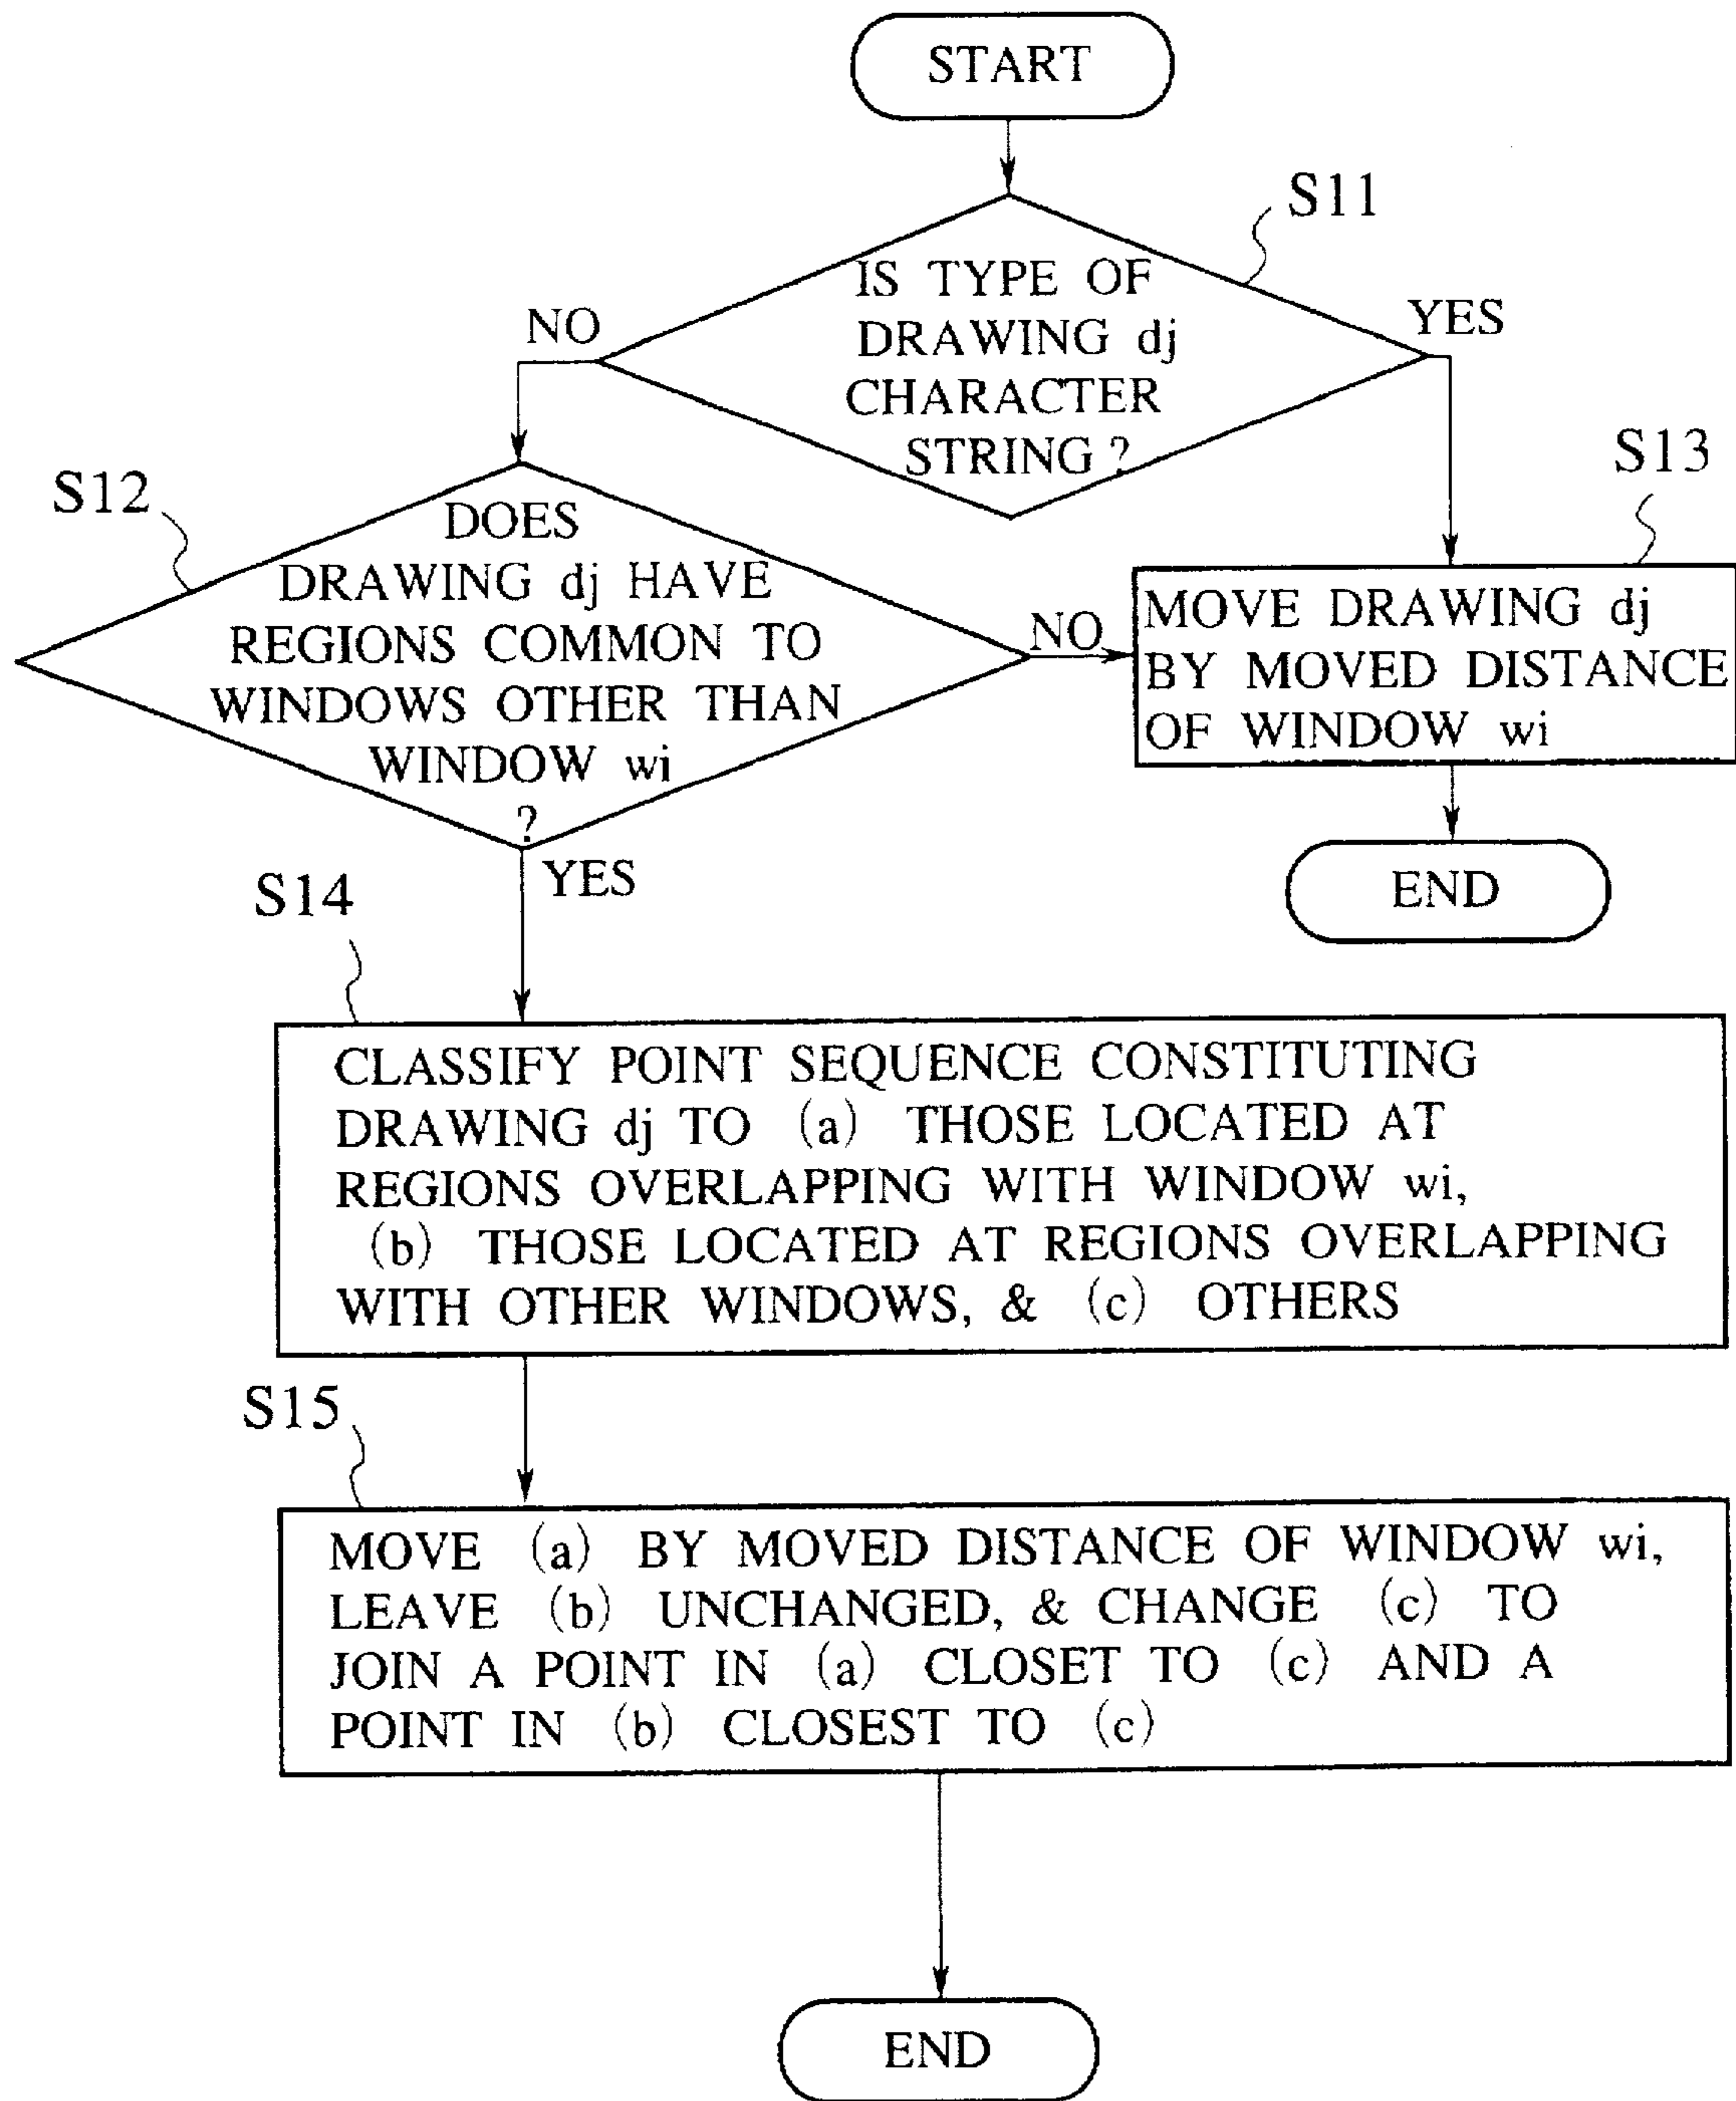 START
S11
IS TYPE OF
DRAWING dj
CHARACTER
STRING ?
NO
YES
S12
DOES
DRAWING dj HAVE
REGIONS COMMON TO
WINDOWS OTHER THAN
WINDOW wi
?
NO
YES
S13
MOVE DRAWING dj
BY MOVED DISTANCE
OF WINDOW wi
END
S14
CLASSIFY POINT SEQUENCE CONSTITUTING
DRAWING dj TO (a) THOSE LOCATED AT
REGIONS OVERLAPPING WITH WINDOW wi,
(b) THOSE LOCATED AT REGIONS OVERLAPPING
WITH OTHER WINDOWS, & (c) OTHERS
S15
MOVE (a) BY MOVED DISTANCE OF WINDOW wi,
LEAVE (b) UNCHANGED, & CHANGE (c) TO
JOIN A POINT IN (a) CLOSET TO (c) AND A
POINT IN (b) CLOSEST TO (c)
END